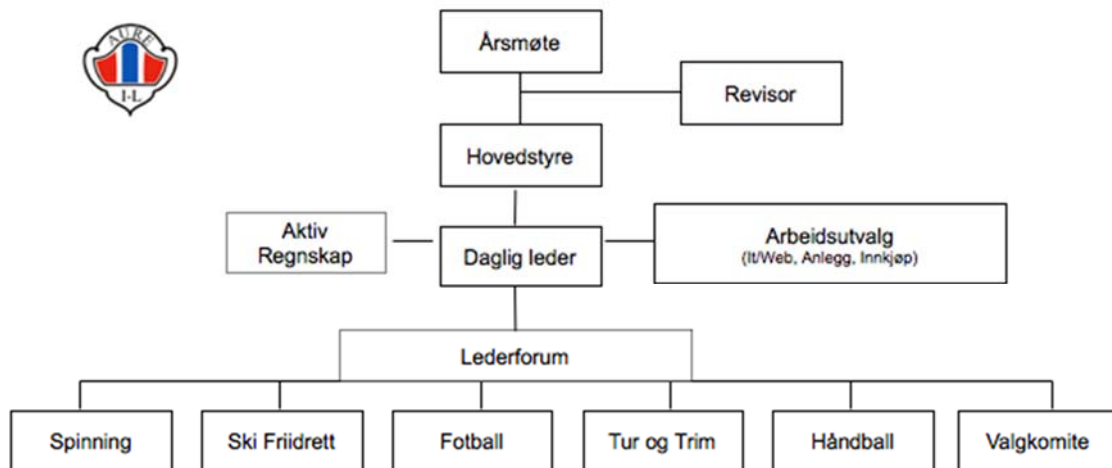 AURE
I-L
Årsmøte
Revisor
Hovedstyre
Aktiv
Regnskap
Daglig leder
Arbeidsutvalg
(It/Web, Anlegg, Innkjøp)
Lederforum
Spinning
Ski Friidrett
Fotball
Tur og Trim
Håndball
Valgkomite